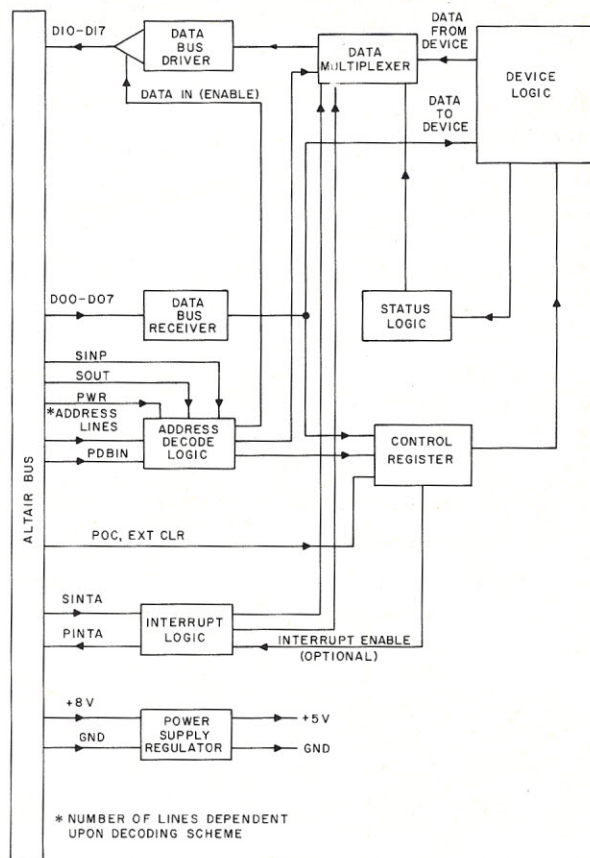 DATA
FROM
DEVICE
DI0-DI7
DATA
BUS
DRIVER
DATA
MULTIPLEXER
DEVICE
LOGIC
DATA IN (ENABLE)
DATA
TO
DEVICE
DO0-DO7
DATA
BUS
RECEIVER
STATUS
LOGIC
SINP
SOUT
PWR
*ADDRESS
LINES
PDBIN
ADDRESS
DECODE
LOGIC
CONTROL
REGISTER
ALTAIR BUS
POC, EXT CLR
SINTA
PINTA
INTERRUPT
LOGIC
INTERRUPT ENABLE
(OPTIONAL)
+8V
GND
POWER
SUPPLY
REGULATOR
+5V
GND
* NUMBER OF LINES DEPENDENT
UPON DECODING SCHEME